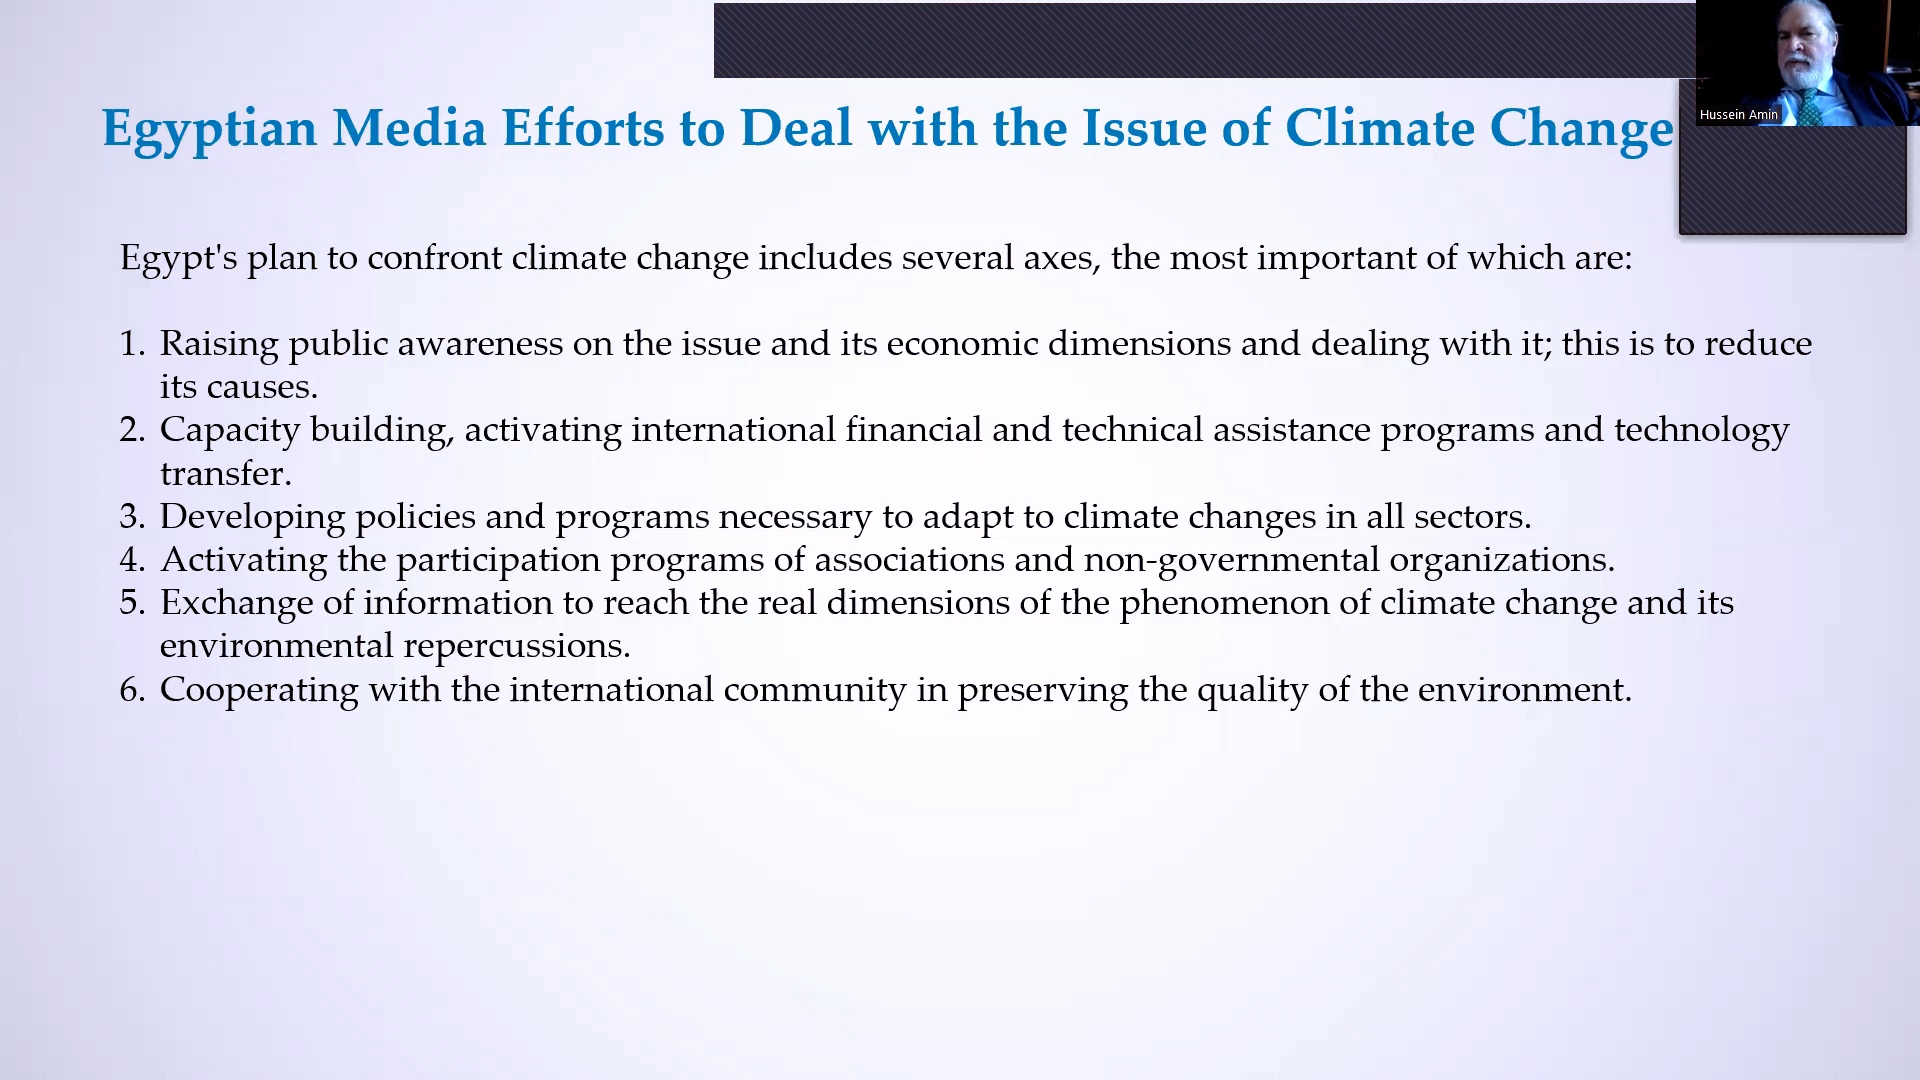 Hussein Amin
Egyptian Media Efforts to Deal with the Issue of Climate Change
Egypt's plan to confront climate change includes several axes, the most important of which are:
1. Raising public awareness on the issue and its economic dimensions and dealing with it; this is to reduce
its causes.
2. Capacity building, activating international financial and technical assistance programs and technology
transfer.
3. Developing policies and programs necessary to adapt to climate changes in all sectors.
4. Activating the participation programs of associations and non-governmental organizations.
5. Exchange of information to reach the real dimensions of the phenomenon of climate change and its
environmental repercussions.
6. Cooperating with the international community in preserving the quality of the environment.